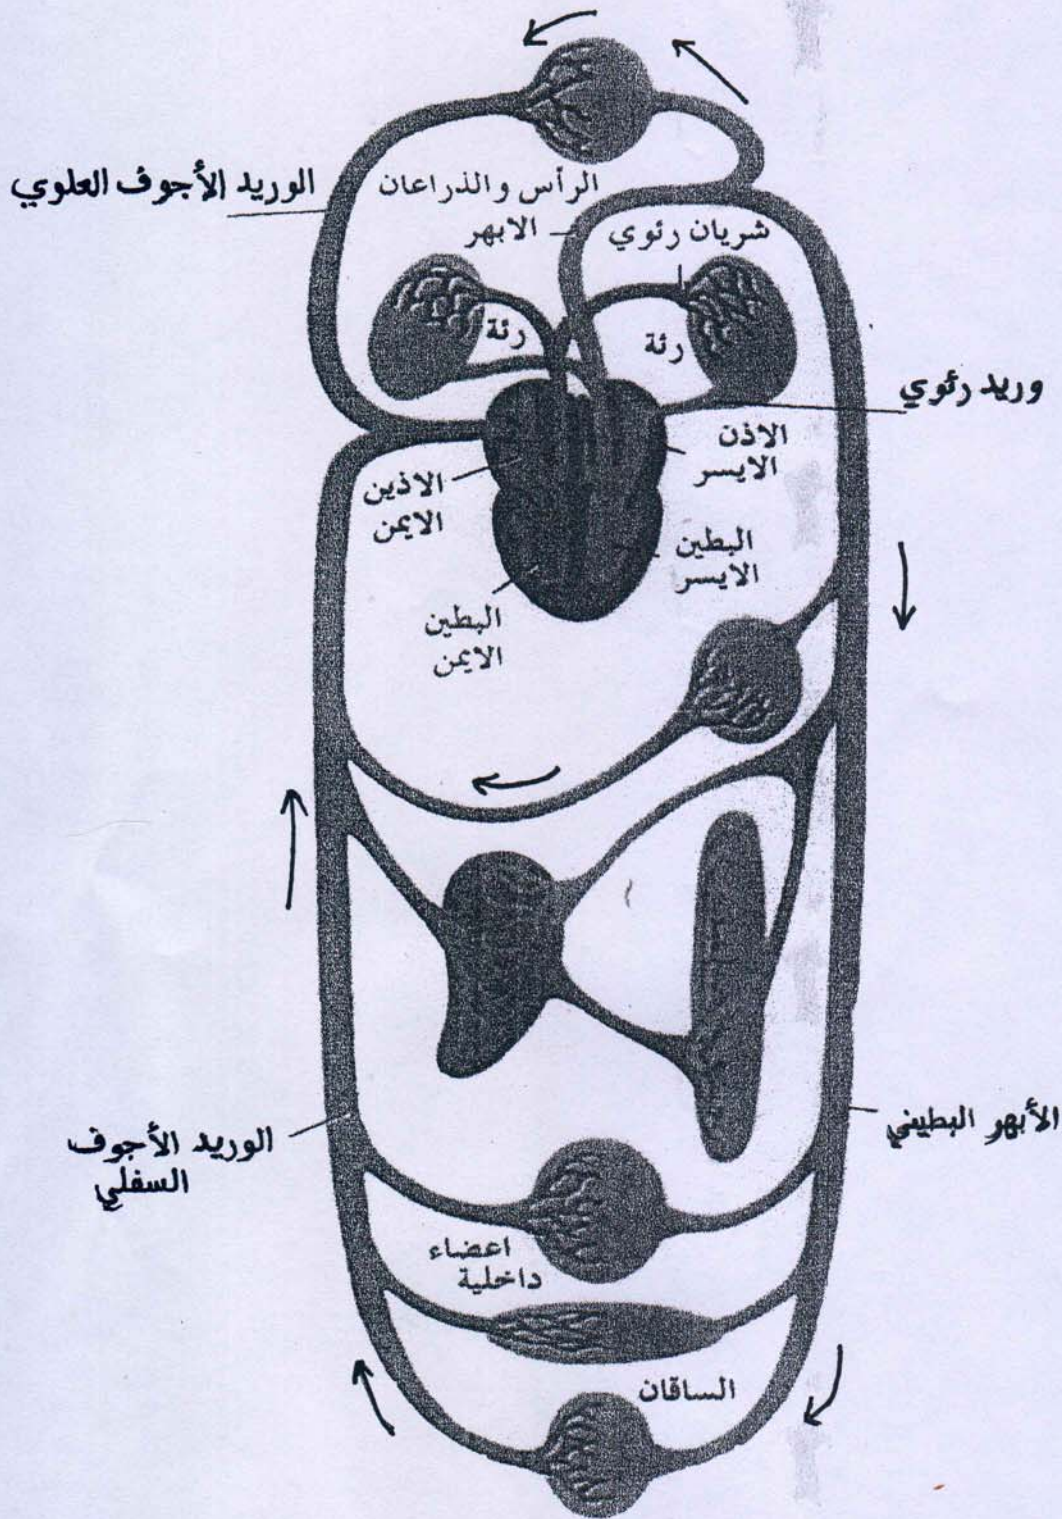 الوريد الأجوف العلوي
الرأس والذراعان
الابهر
شريان رئوي
رئة
رئة
وريد رئوي
الاذن
الايسر
الاذين
الايمن
البطين
الايسر
البطين
الايمن
الأبهر البطيني
الوريد الأجوف
السفلي
اعضاء
داخلية
الساقان